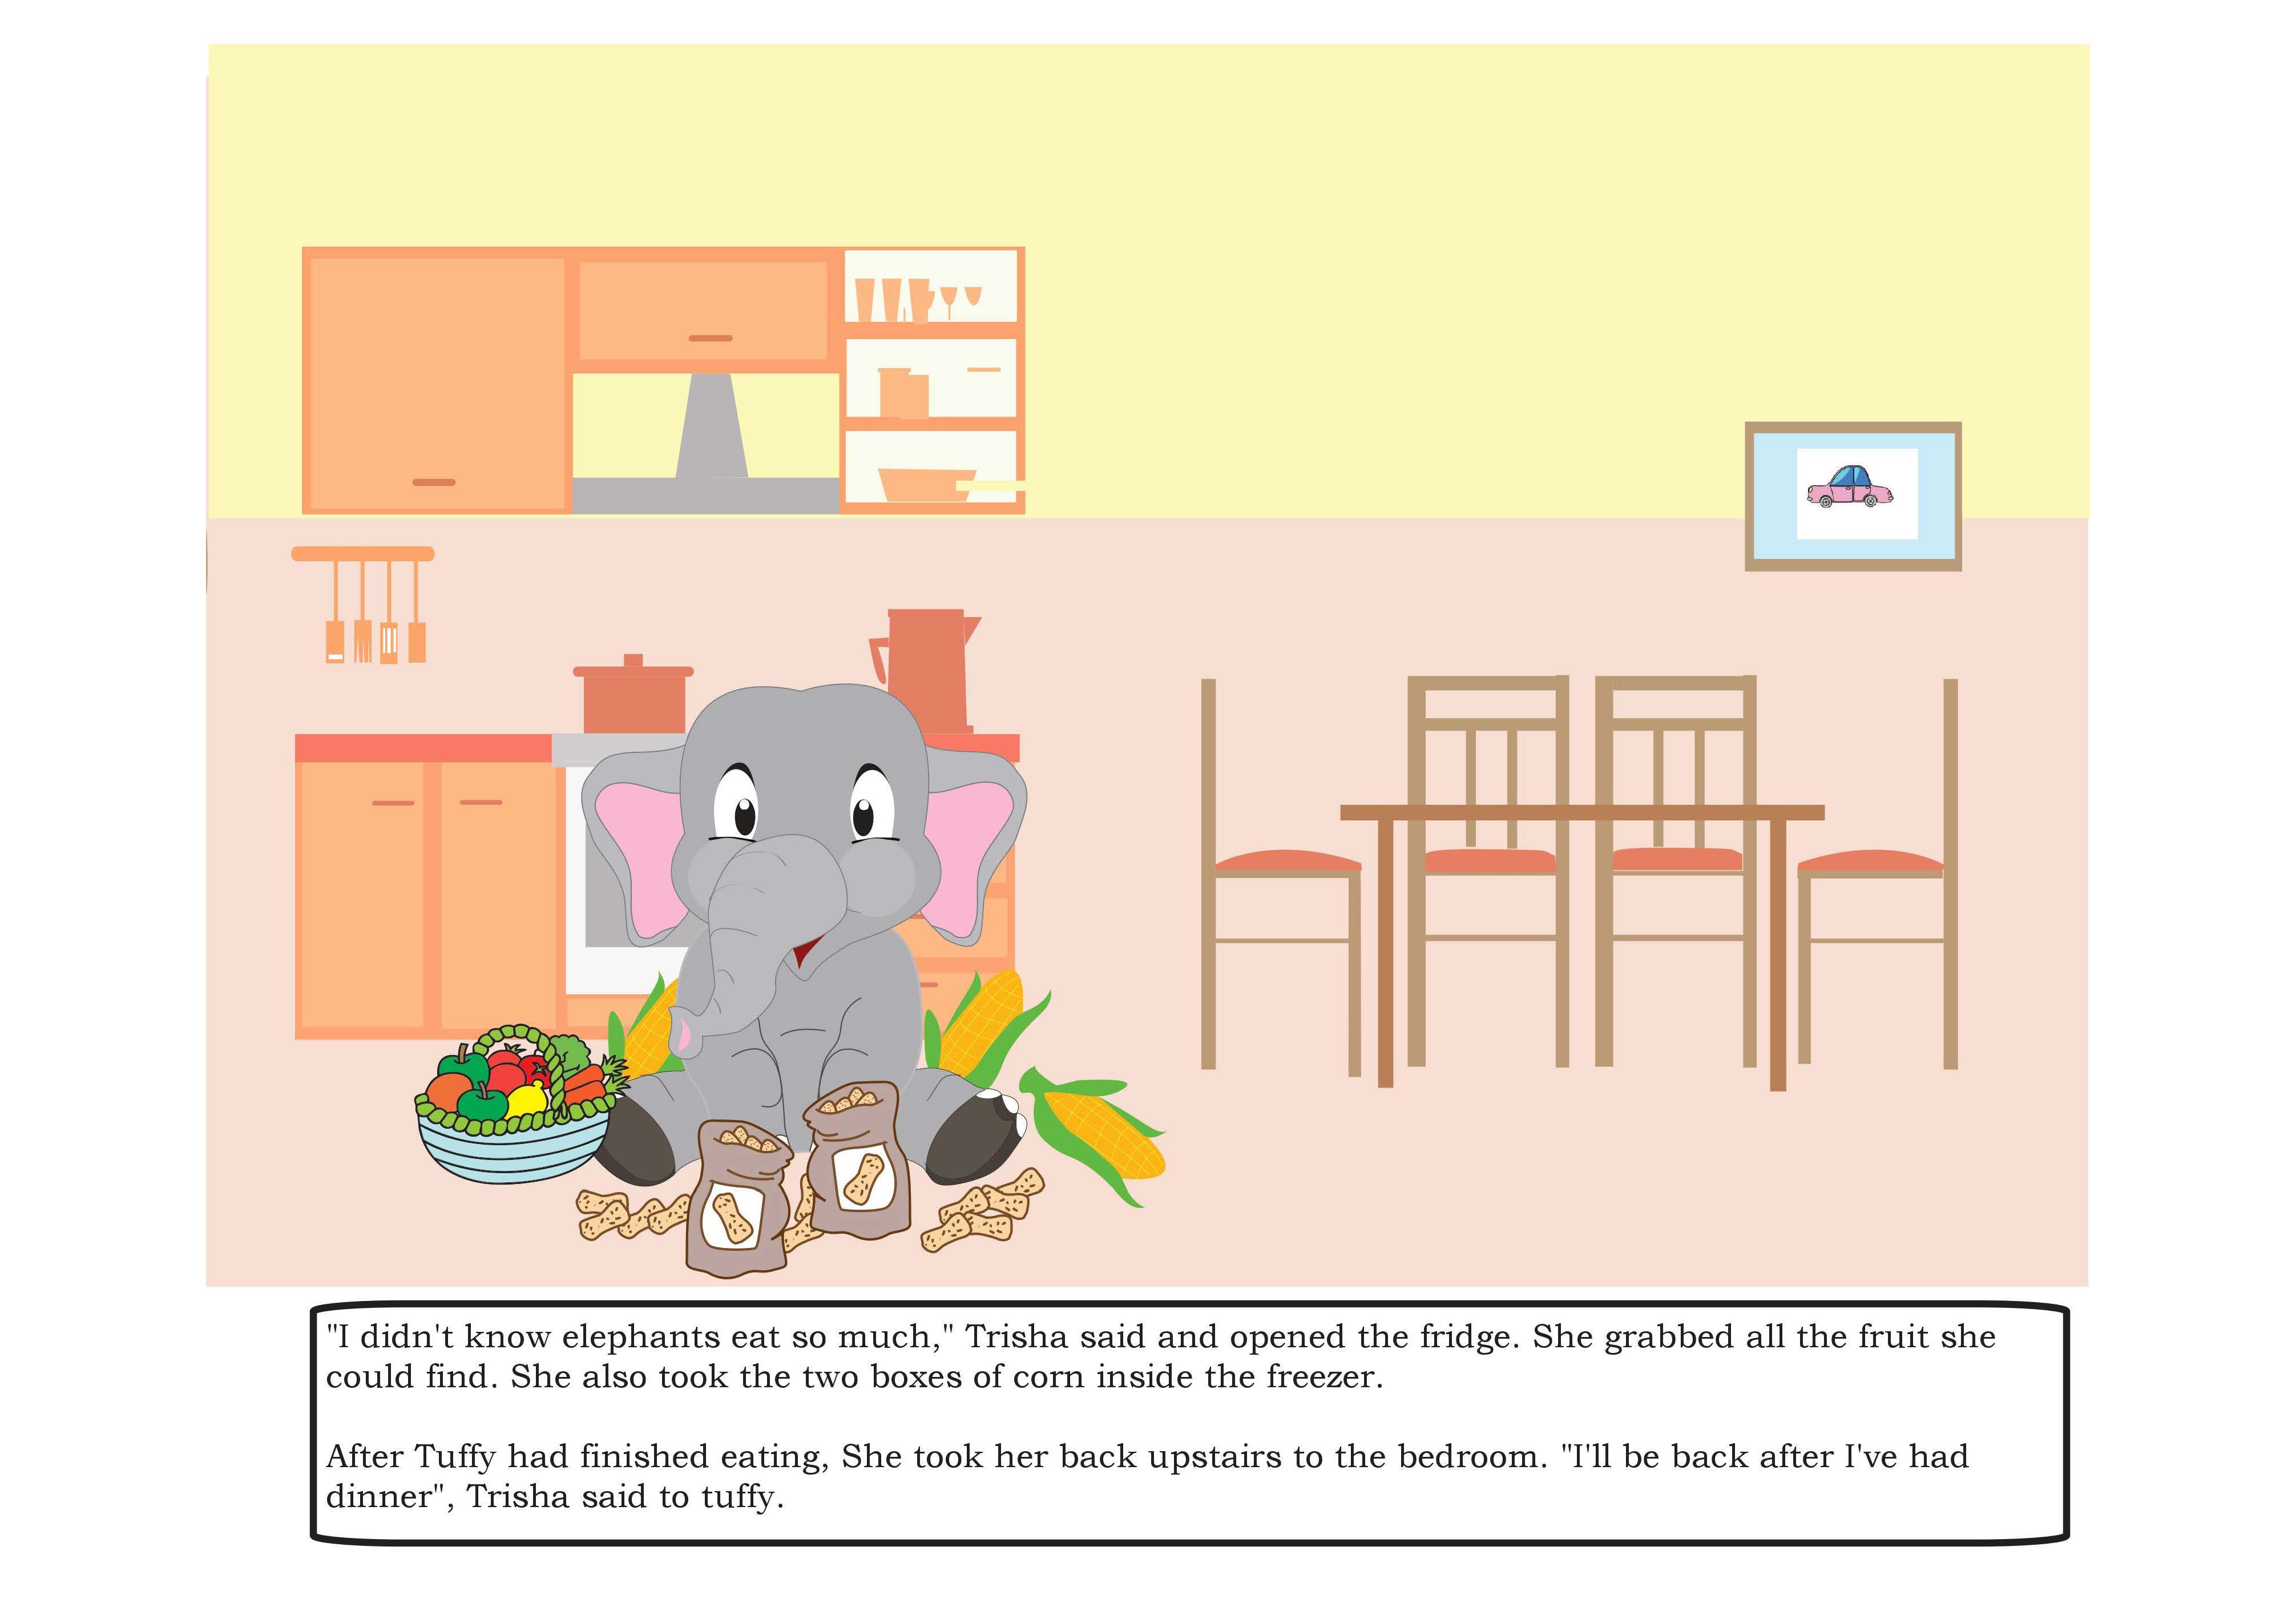 "I didn't know elephants eat so much," Trisha said and opened the fridge. She grabbed all the fruit she
could find. She also took the two boxes of corn inside the freezer.
After Tuffy had finished eating, She took her back upstairs to the bedroom. "I'll be back after I've had
dinner", Trisha said to tuffy.